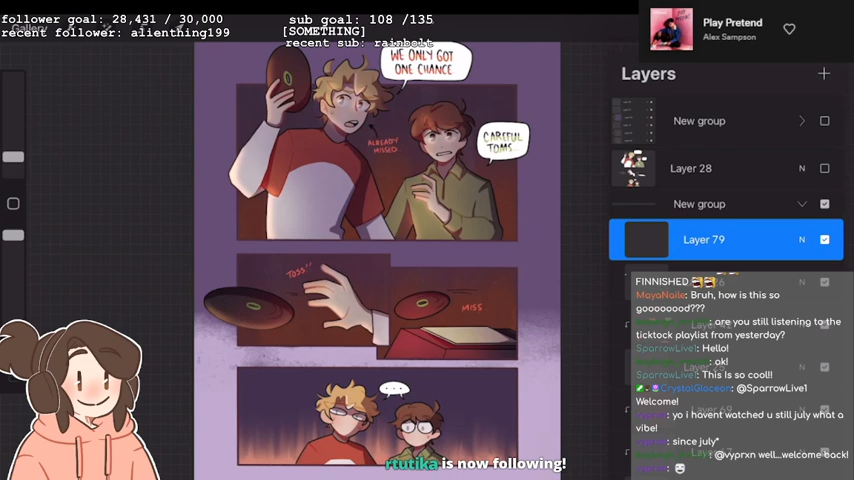 follower goal: 28,431 / 30,000
sub goal: 108 /135
recent follower: alienthing199
[SOMETHING]
recent sub: rainbolt
Play Pretend
Alex Sampson
WE ONLY GOT
ONE CHANCE
ALREADY
MISSED
CAREFUL
TOMS
TOSS
MISS
...
Layers
New group
Layer 28
N
New group
Layer 79
N
FINNISHED
MayaNaile: Bruh, how is this so
gooooood???
are you still listening to the
ticktock playlist from yesterday?
SparrowLive1: Hello!
ok!
SparrowLive1: This Is so cool!!
CrystalGlaceon: @SparrowLive1
Welcome!
yo i havent watched u still july what a
vibe!
since july*
@vyprxn well...welcome back!
rtutika is now following!